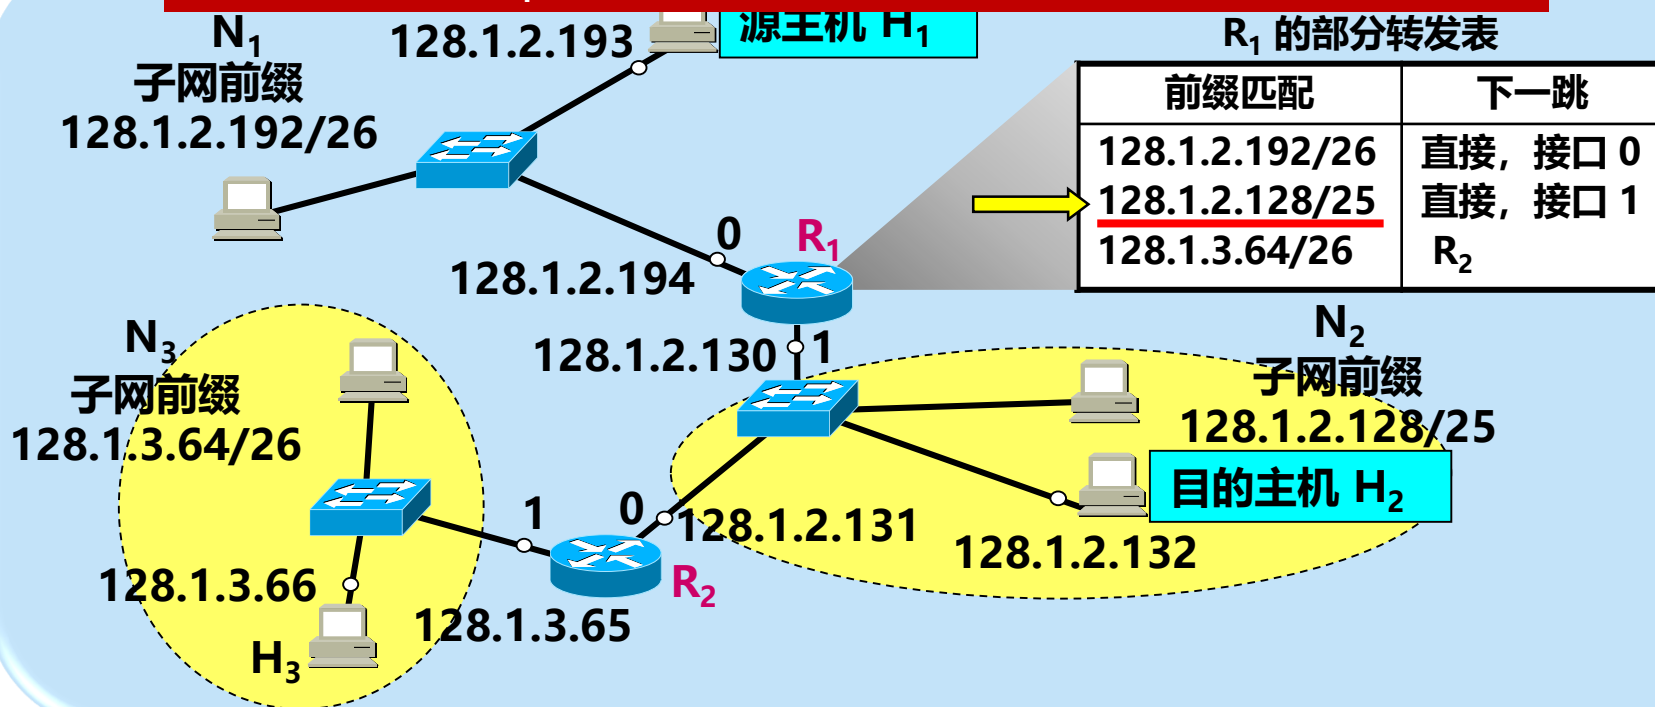 N1
子网前缀
128.1.2.192/26
128.1.2.193
源主机 H1
R1 的部分转发表
前缀匹配 下一跳
128.1.2.192/26 直接，接口 0
128.1.2.128/25 直接，接口 1
128.1.3.64/26 R2
0
R1
128.1.2.194
128.1.2.130
1
N2
子网前缀
128.1.2.128/25
目的主机 H2
128.1.2.132
N3
子网前缀
128.1.3.64/26
1
0
128.1.2.131
R2
128.1.3.66
128.1.3.65
H3